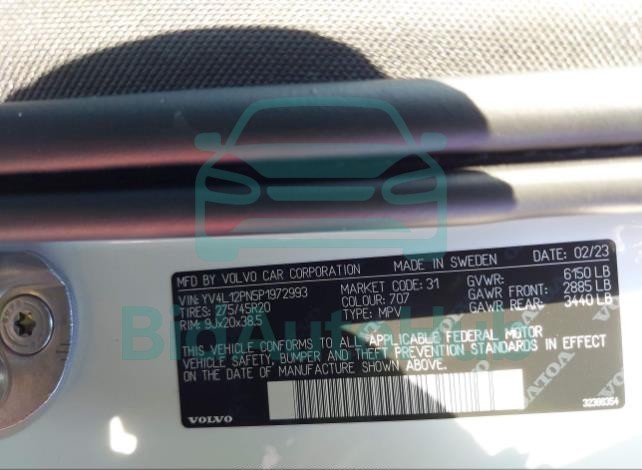 MFD BY VOLVO CAR CORPORATION MADE IN SWEDEN DATE: 02/23
VIN: YV4L12PN5P1972993 MARKET CODE: 31 GVWR: 6150 LB
TIRES: 275/45R20 COLOUR: 707 GAWR FRONT: 2885 LB
RIM: 9Jx20x38.5 TYPE: MPV GAWR REAR: 3440 LB
THIS VEHICLE CONFORMS TO ALL APPLICABLE FEDERAL MOTOR
VEHICLE SAFETY, BUMPER AND THEFT PREVENTION STANDARDS IN EFFECT
ON THE DATE OF MANUFACTURE SHOWN ABOVE.
VOLVO 32366354